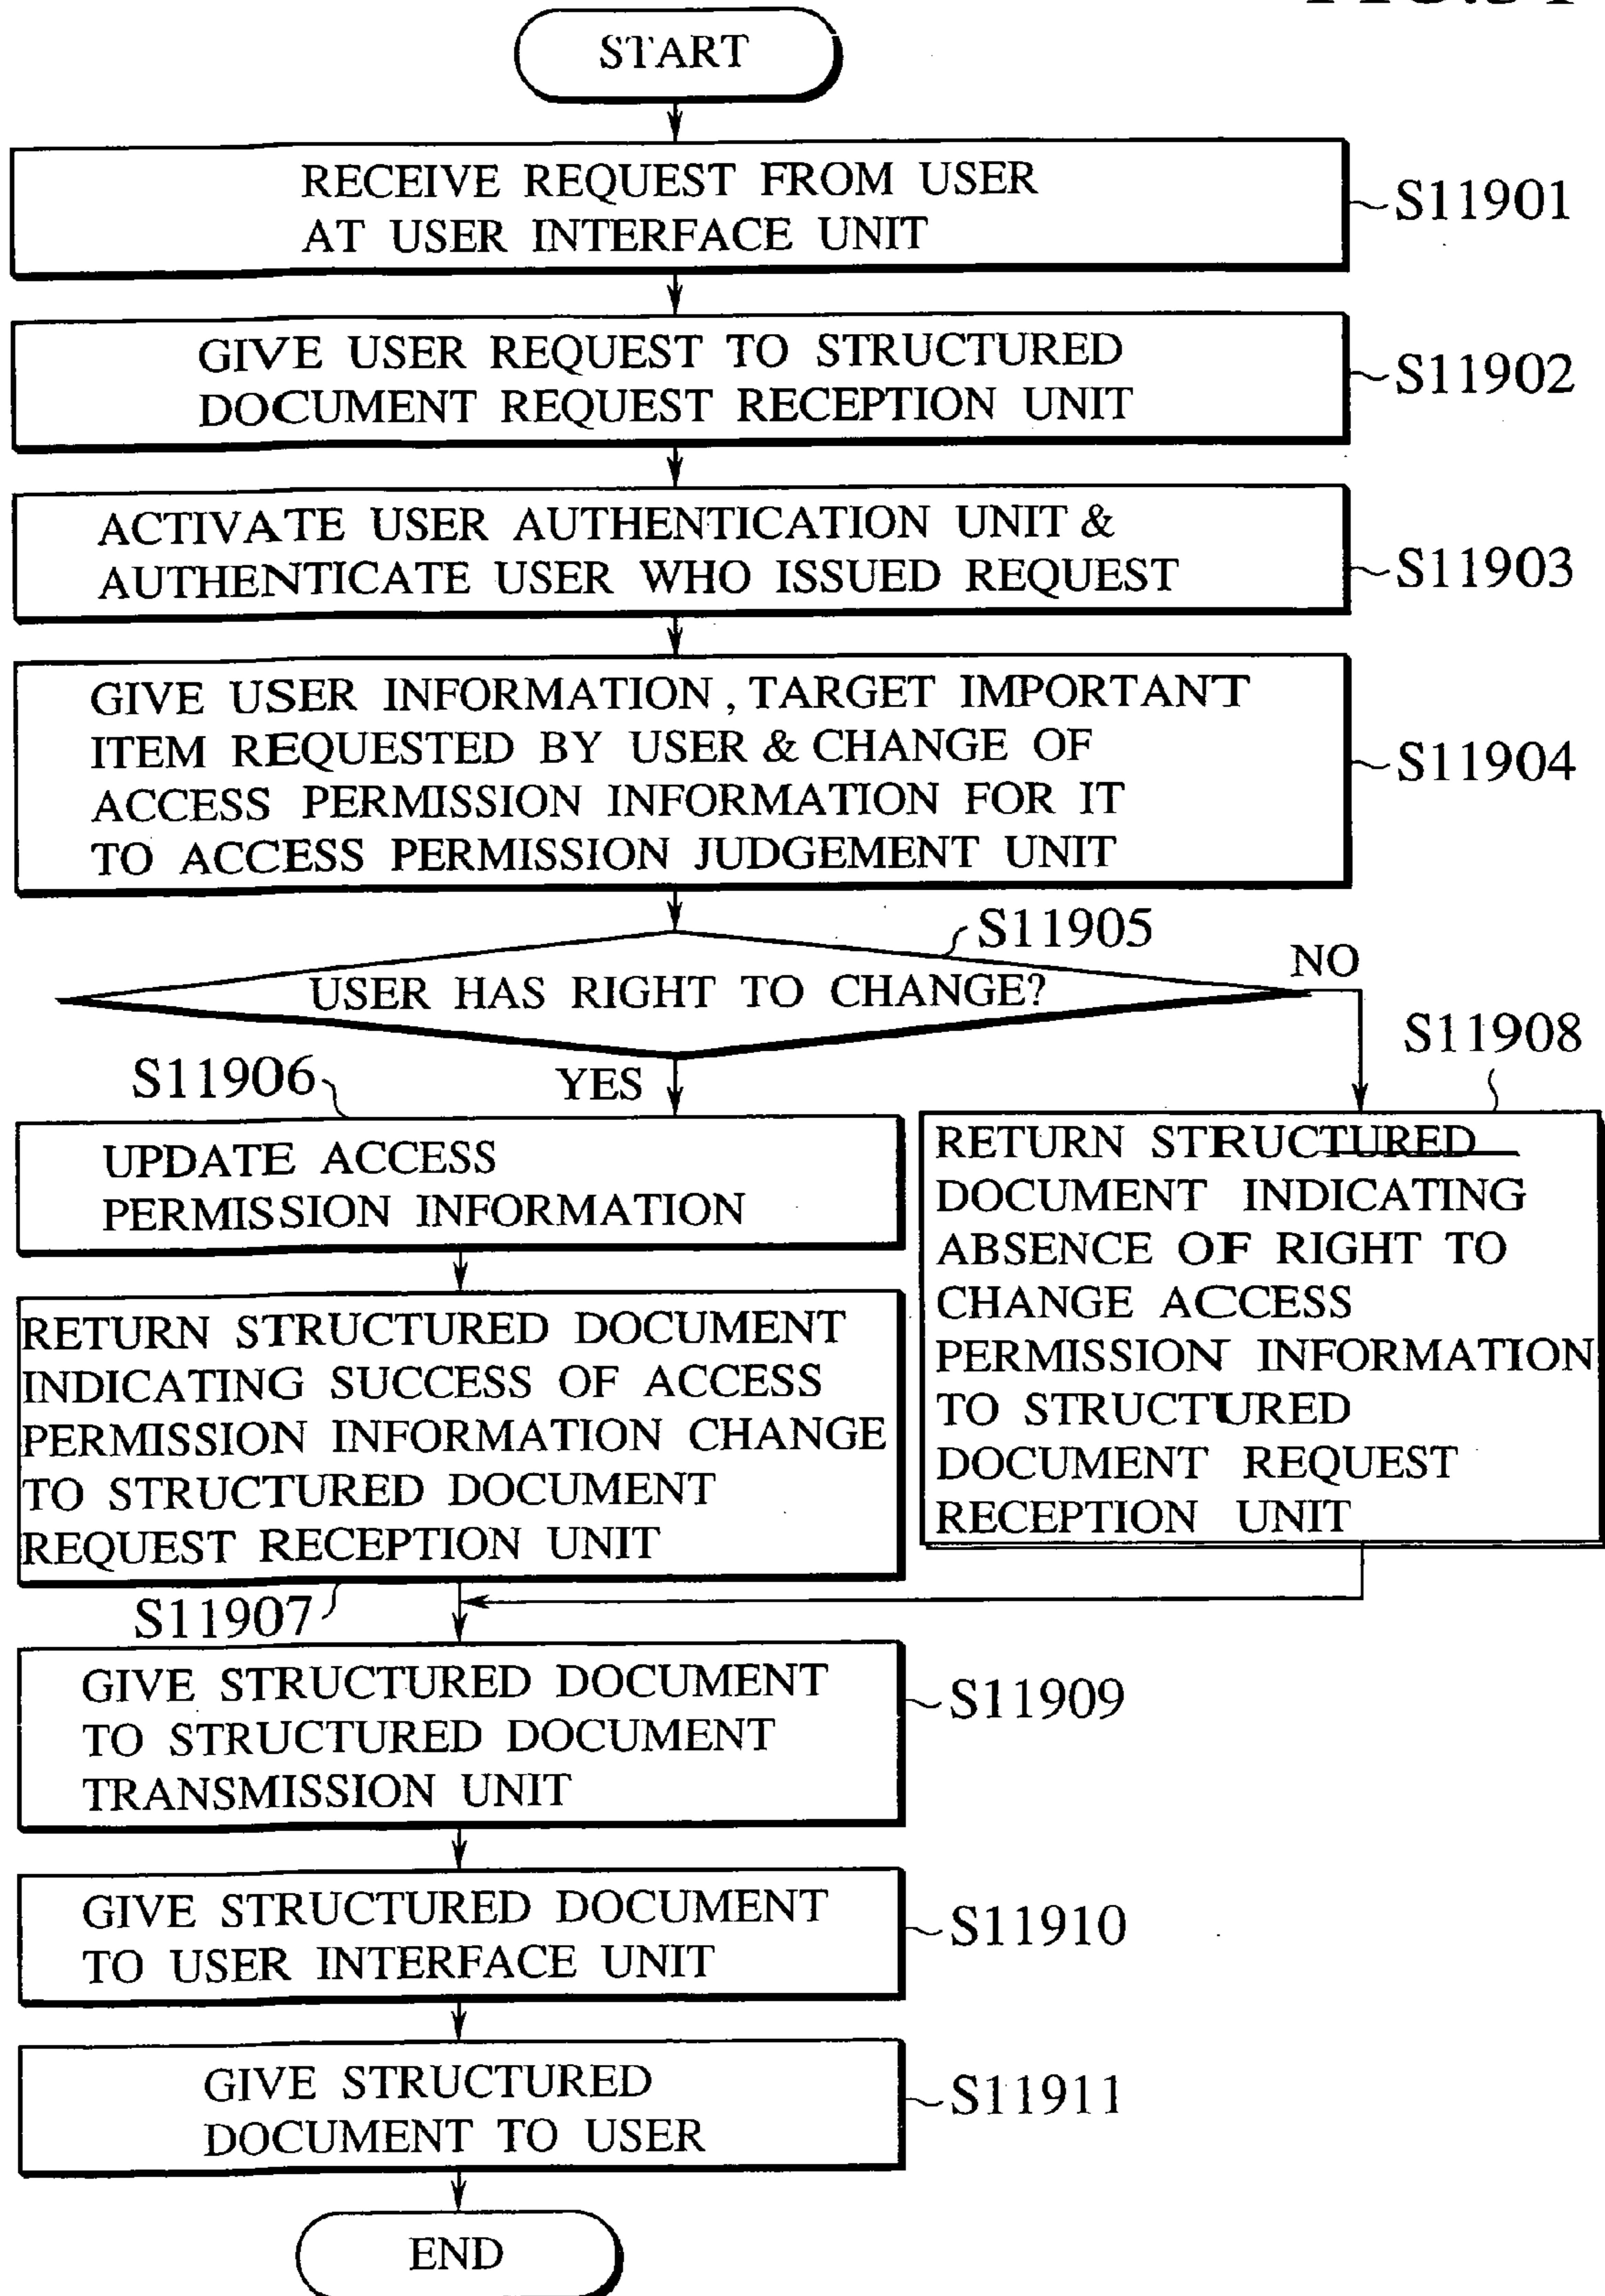 START
RECEIVE REQUEST FROM USER
AT USER INTERFACE UNIT
S11901
GIVE USER REQUEST TO STRUCTURED
DOCUMENT REQUEST RECEPTION UNIT
S11902
ACTIVATE USER AUTHENTICATION UNIT &
AUTHENTICATE USER WHO ISSUED REQUEST
S11903
GIVE USER INFORMATION, TARGET IMPORTANT
ITEM REQUESTED BY USER & CHANGE OF
ACCESS PERMISSION INFORMATION FOR IT
TO ACCESS PERMISSION JUDGEMENT UNIT
S11904
S11905
USER HAS RIGHT TO CHANGE?
NO
YES
S11906
UPDATE ACCESS
PERMISSION INFORMATION
S11908
RETURN STRUCTURED
DOCUMENT INDICATING
ABSENCE OF RIGHT TO
CHANGE ACCESS
PERMISSION INFORMATION
TO STRUCTURED
DOCUMENT REQUEST
RECEPTION UNIT
RETURN STRUCTURED DOCUMENT
INDICATING SUCCESS OF ACCESS
PERMISSION INFORMATION CHANGE
TO STRUCTURED DOCUMENT
REQUEST RECEPTION UNIT
S11907
GIVE STRUCTURED DOCUMENT
TO STRUCTURED DOCUMENT
TRANSMISSION UNIT
S11909
GIVE STRUCTURED DOCUMENT
TO USER INTERFACE UNIT
S11910
GIVE STRUCTURED
DOCUMENT TO USER
S11911
END